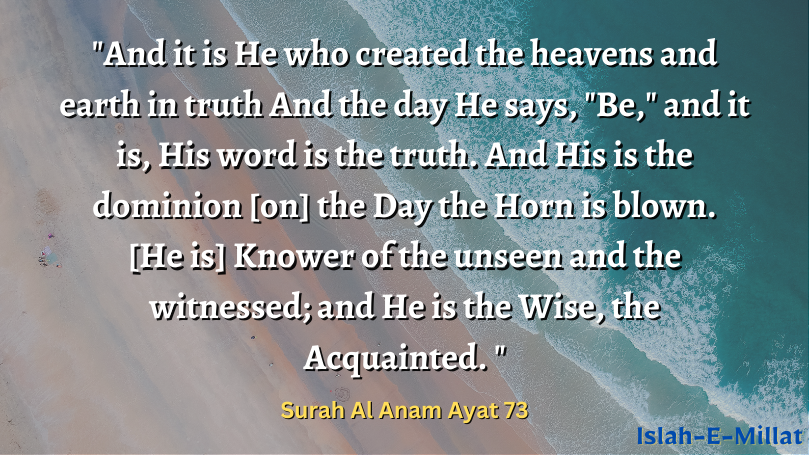 "And it is He who created the heavens and
earth in truth And the day He says, "Be," and it
is, His word is the truth. And His is the
dominion [on] the Day the Horn is blown.
[He is] Knower of the unseen and the
witnessed; and He is the Wise, the
Acquainted. "
Surah Al Anam Ayat 73
Islah-E-Millat